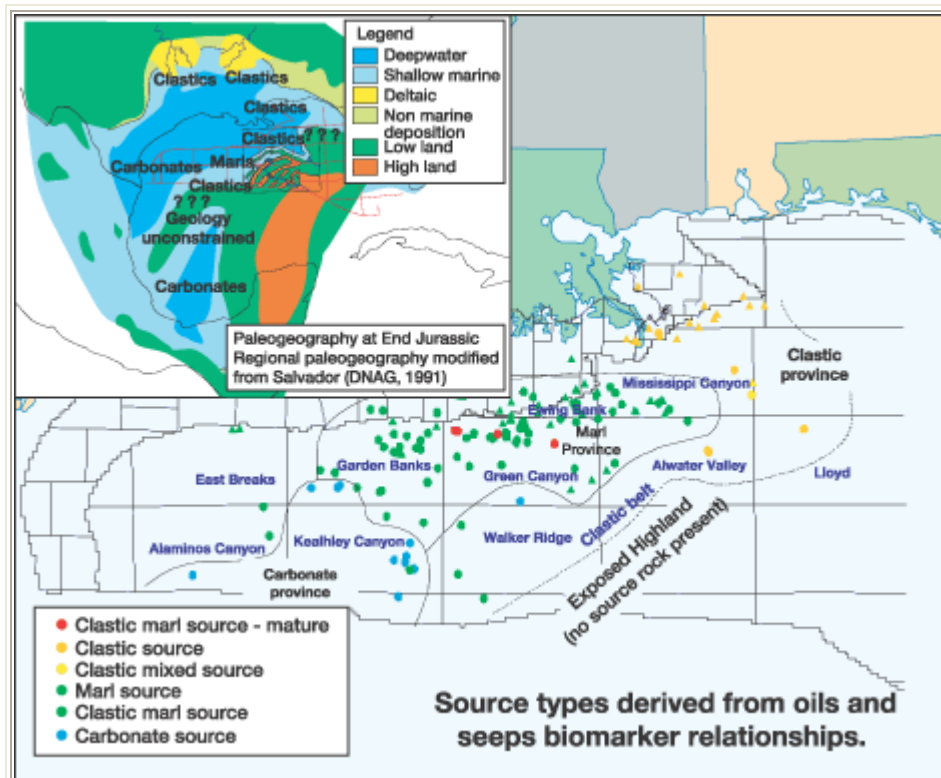 Legend
Deepwater
Shallow marine
Deltaic
Non marine
deposition
Low land
High land
Clastics
Clastics
Clastics
Clastics ? ? ?
Carbonates
Marls
Clastics
? ? ?
Geology
unconstrained
Carbonates
Paleogeography at End Jurassic
Regional paleogeography modified
from Salvador (DNAG, 1991)
Clastic
province
Mississippi Canyon
Ewing Bank
Marl
Province
Garden Banks
Green Canyon
Alwater Valley
Lloyd
East Breaks
Clastic belt
Exposed Highland
(no source rock present)
Alaminos Canyon
Kealhley Canyon
Walker Ridge
Carbonate
province
Clastic marl source - mature
Clastic source
Clastic mixed source
Marl source
Clastic marl source
Carbonate source
Source types derived from oils and
seeps biomarker relationships.